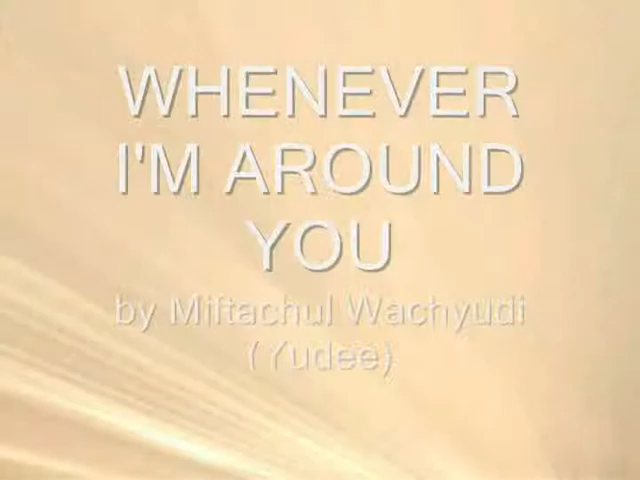 WHENEVER
I'M AROUND
YOU
by Miftachul Wachyudi
(Yudee)